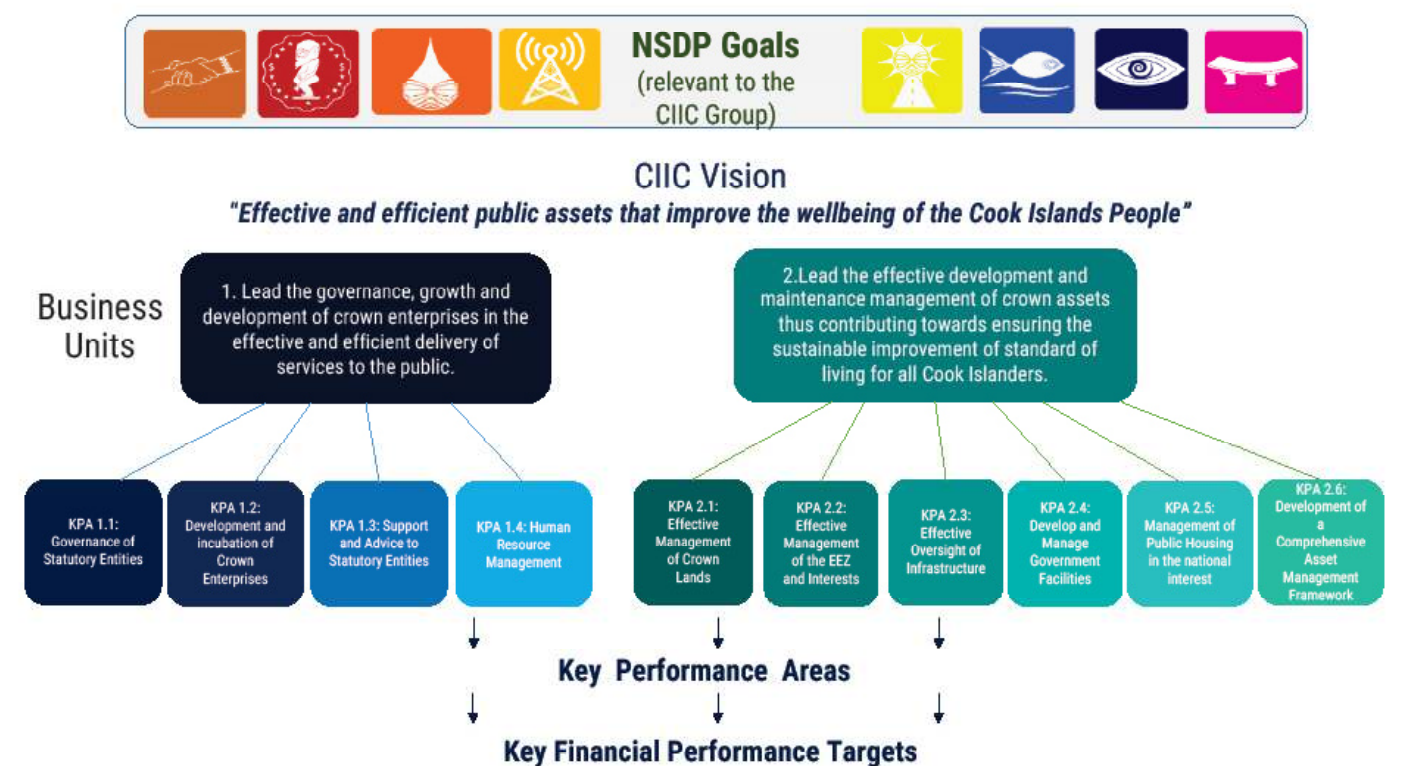 NSDP Goals
(relevant to the
CIIC Group)
$ $
CIIC Vision
"Effective and efficient public assets that improve the wellbeing of the Cook Islands People”
Business
Units
1. Lead the governance, growth and
development of crown enterprises in the
effective and efficient delivery of
services to the public.
2.Lead the effective development and
maintenance management of crown assets
thus contributing towards ensuring the
sustainable improvement of standard of
living for all Cook Islanders.
KPA 1.1:
Governance of
Statutory Entities
KPA 1.2:
Development and
incubation of
Crown
Enterprises
KPA 1.3: Support
and Advice to
Statutory Entities
KPA 1.4: Human
Resource
Management
KPA 2.1:
Effective
Management
of Crown
Lands
KPA 2.2:
Effective
Management
of the EEZ
and Interests
KPA 2.3:
Effective
Oversight of
Infrastructure
KPA 2.4:
Develop and
Manage
Government
Facilities
KPA 2.5:
Management of
Public Housing
in the national
interest
KPA 2.6:
Development of
a
Comprehensive
Asset
Management
Framework
Key Performance Areas
Key Financial Performance Targets